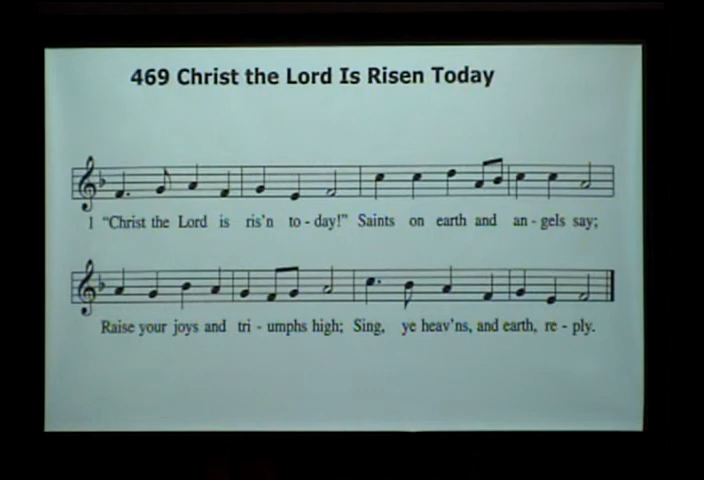 469 Christ the Lord Is Risen Today
1 “Christ the Lord is ris'n to - day!” Saints on earth and an - gels say;
Raise your joys and tri - umphs high; Sing, ye heav'ns, and earth, re - ply.